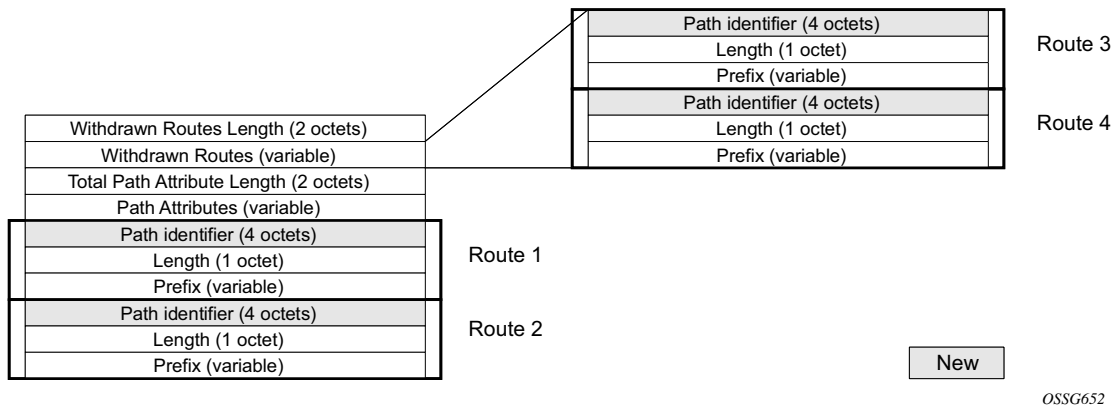 Path identifier (4 octets)
Length (1 octet)
Prefix (variable)
Route 3
Path identifier (4 octets)
Length (1 octet)
Prefix (variable)
Route 4
Withdrawn Routes Length (2 octets)
Withdrawn Routes (variable)
Total Path Attribute Length (2 octets)
Path Attributes (variable)
Path identifier (4 octets)
Length (1 octet)
Prefix (variable)
Route 1
Path identifier (4 octets)
Length (1 octet)
Prefix (variable)
Route 2
New
OSSG652